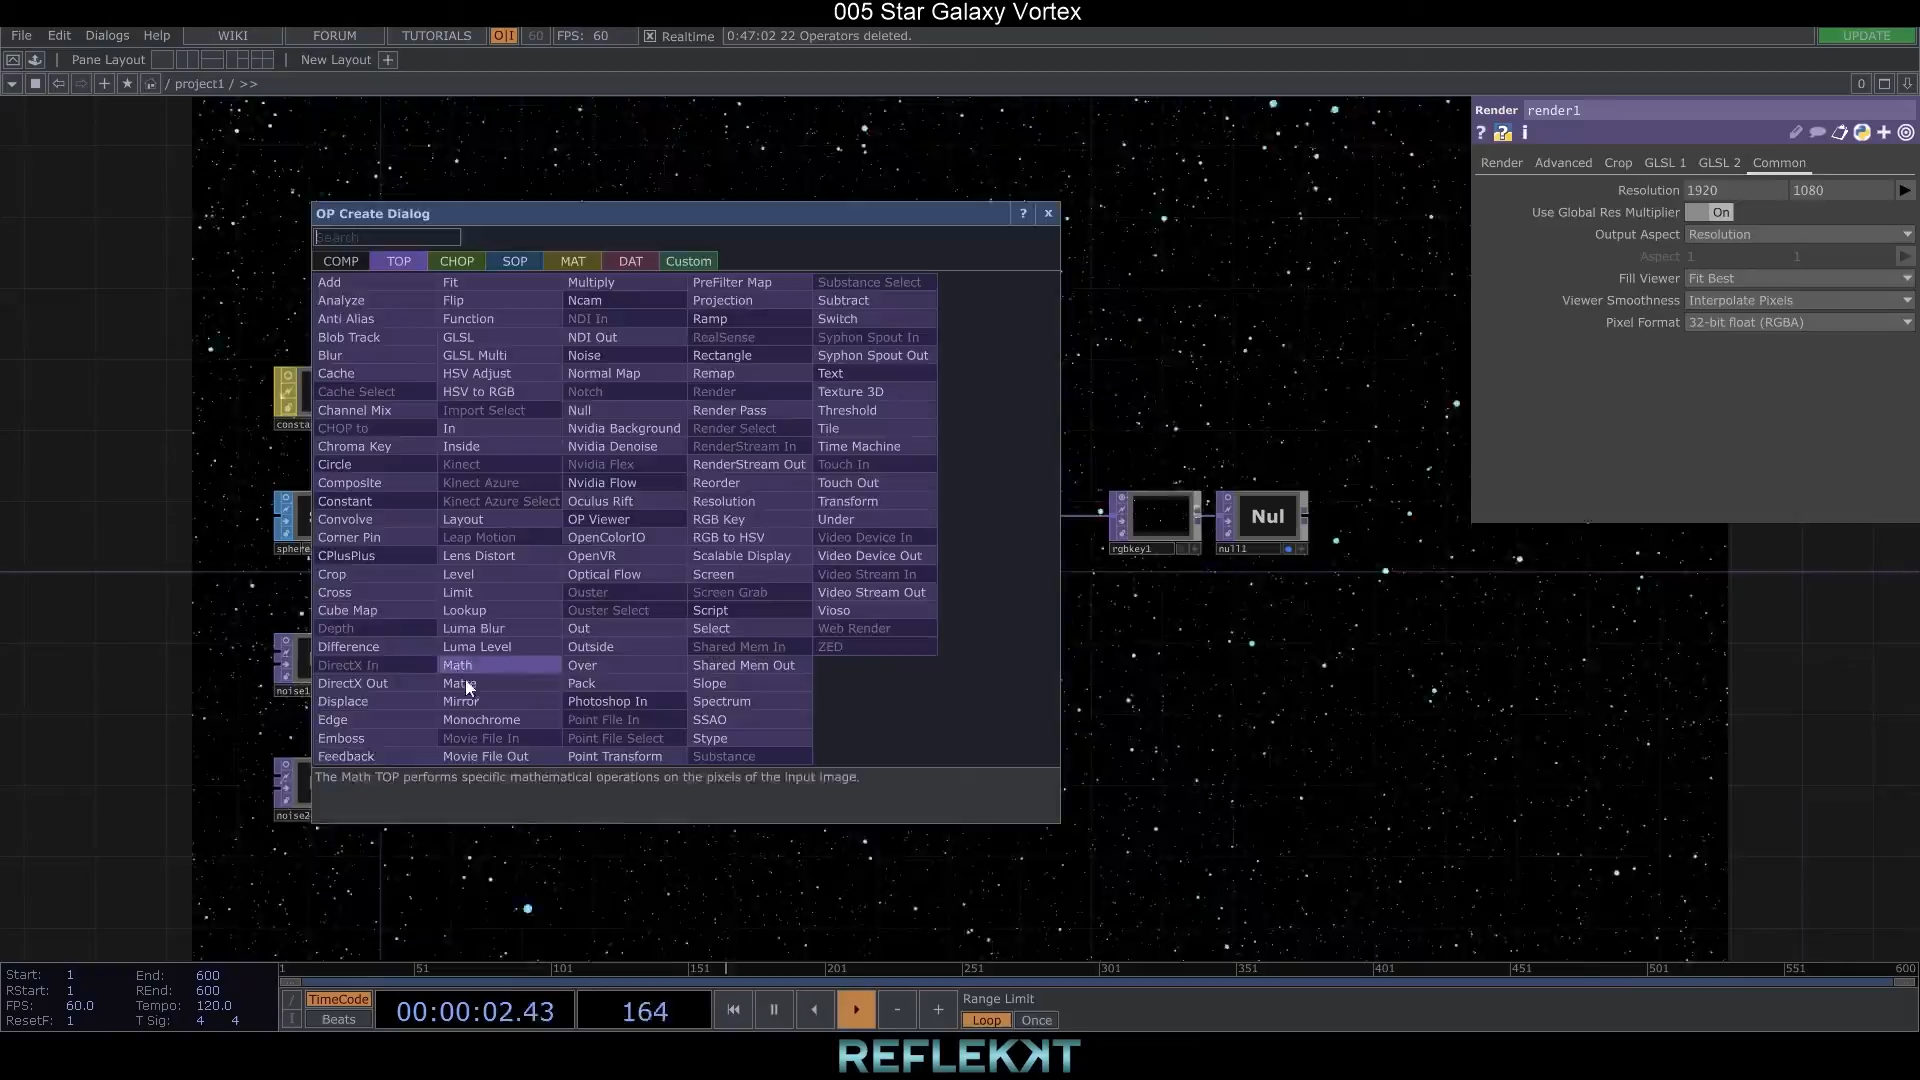 005 Star Galaxy Vortex
File Edit Dialogs Help WIKI FORUM TUTORIALS O|I 60 FPS: 60 Realtime 0:47:02 22 Operators deleted. UPDATE
Pane Layout New Layout +
/ project1 / >> 0
Render render1
? ? i
Render Advanced Crop GLSL 1 GLSL 2 Common
Resolution 1920 1080
Use Global Res Multiplier On
Output Aspect Resolution
Aspect 1 1
Fill Viewer Fit Best
Viewer Smoothness Interpolate Pixels
Pixel Format 32-bit float (RGBA)
OP Create Dialog ? x
Search
COMP TOP CHOP SOP MAT DAT Custom
Add Fit Multiply PreFilter Map Substance Select
Analyze Flip Ncam Projection Subtract
Anti Alias Function NDI In Ramp Switch
Blob Track GLSL NDI Out RealSense Syphon Spout In
Blur GLSL Multi Noise Rectangle Syphon Spout Out
Cache HSV Adjust Normal Map Remap Text
Cache Select HSV to RGB Notch Render Texture 3D
Channel Mix Import Select Null Render Pass Threshold
CHOP to In Nvidia Background Render Select Tile
Chroma Key Inside Nvidia Denoise RenderStream In Time Machine
Circle Kinect Nvidia Flex RenderStream Out Touch In
Composite Kinect Azure Nvidia Flow Reorder Touch Out
Constant Kinect Azure Select Oculus Rift Resolution Transform
Convolve Layout OP Viewer RGB Key Under
Corner Pin Leap Motion OpenColorIO RGB to HSV Video Device In
CPlusPlus Lens Distort OpenVR Scalable Display Video Device Out
Crop Level Optical Flow Screen Video Stream In
Cross Limit Ouster Screen Grab Video Stream Out
Cube Map Lookup Ouster Select Script Vioso
Depth Luma Blur Out Select Web Render
Difference Luma Level Outside Shared Mem In ZED
DirectX In Math Over Shared Mem Out
DirectX Out Pack Slope
Displace Mirror Photoshop In Spectrum
Edge Monochrome Point File In SSAO
Emboss Movie File In Point File Select Stype
Feedback Movie File Out Point Transform Substance
The Math TOP performs specific mathematical operations on the pixels of the input image.
consta
sphere
noise1
noise2
rgbkey1
Nul
null1
1 51 101 151 201 251 301 351 401 451 501 551 600
Start: 1 End: 600
RStart: 1 REnd: 600
FPS: 60.0 Tempo: 120.0
ResetF: 1 T Sig: 4 4
/ TimeCode
I Beats
00:00:02.43 164
- +
Range Limit
Loop Once
REFLEKKT